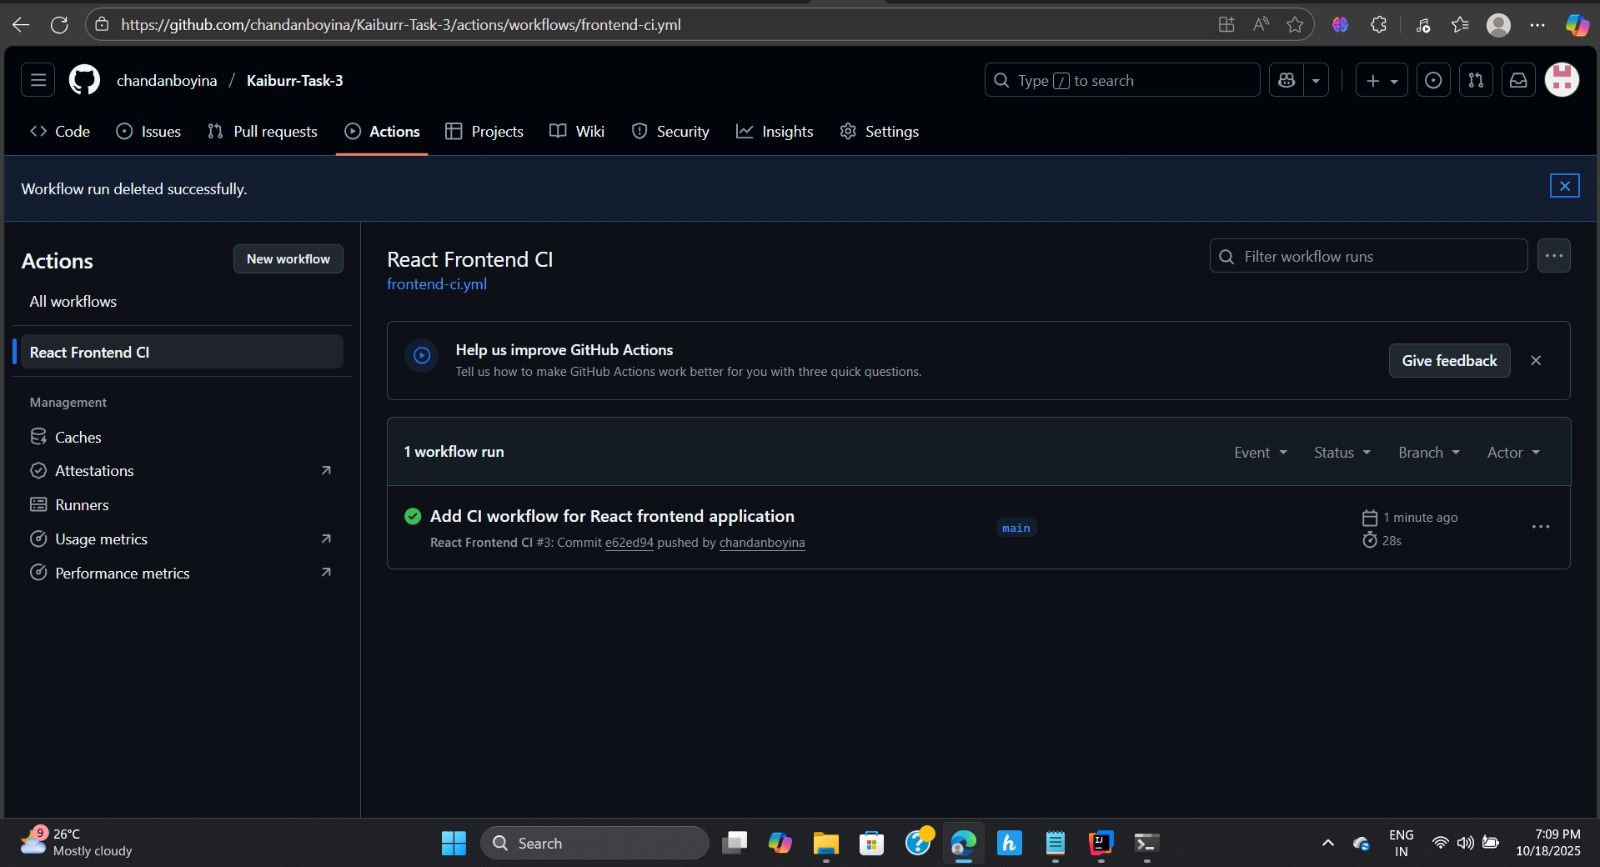 https://github.com/chandanboyina/Kaiburr-Task-3/actions/workflows/frontend-ci.yml
chandanboyina / Kaiburr-Task-3
Type / to search
Code
Issues
Pull requests
Actions
Projects
Wiki
Security
Insights
Settings
Workflow run deleted successfully.
Actions
New workflow
All workflows
React Frontend CI
Management
Caches
Attestations
Runners
Usage metrics
Performance metrics
React Frontend CI
frontend-ci.yml
Filter workflow runs
Help us improve GitHub Actions
Tell us how to make GitHub Actions work better for you with three quick questions.
Give feedback
1 workflow run
Event
Status
Branch
Actor
Add CI workflow for React frontend application
React Frontend CI #3: Commit e62ed94 pushed by chandanboyina
main
1 minute ago
28s
9
26°C
Mostly cloudy
Search
ENG
IN
7:09 PM
10/18/2025